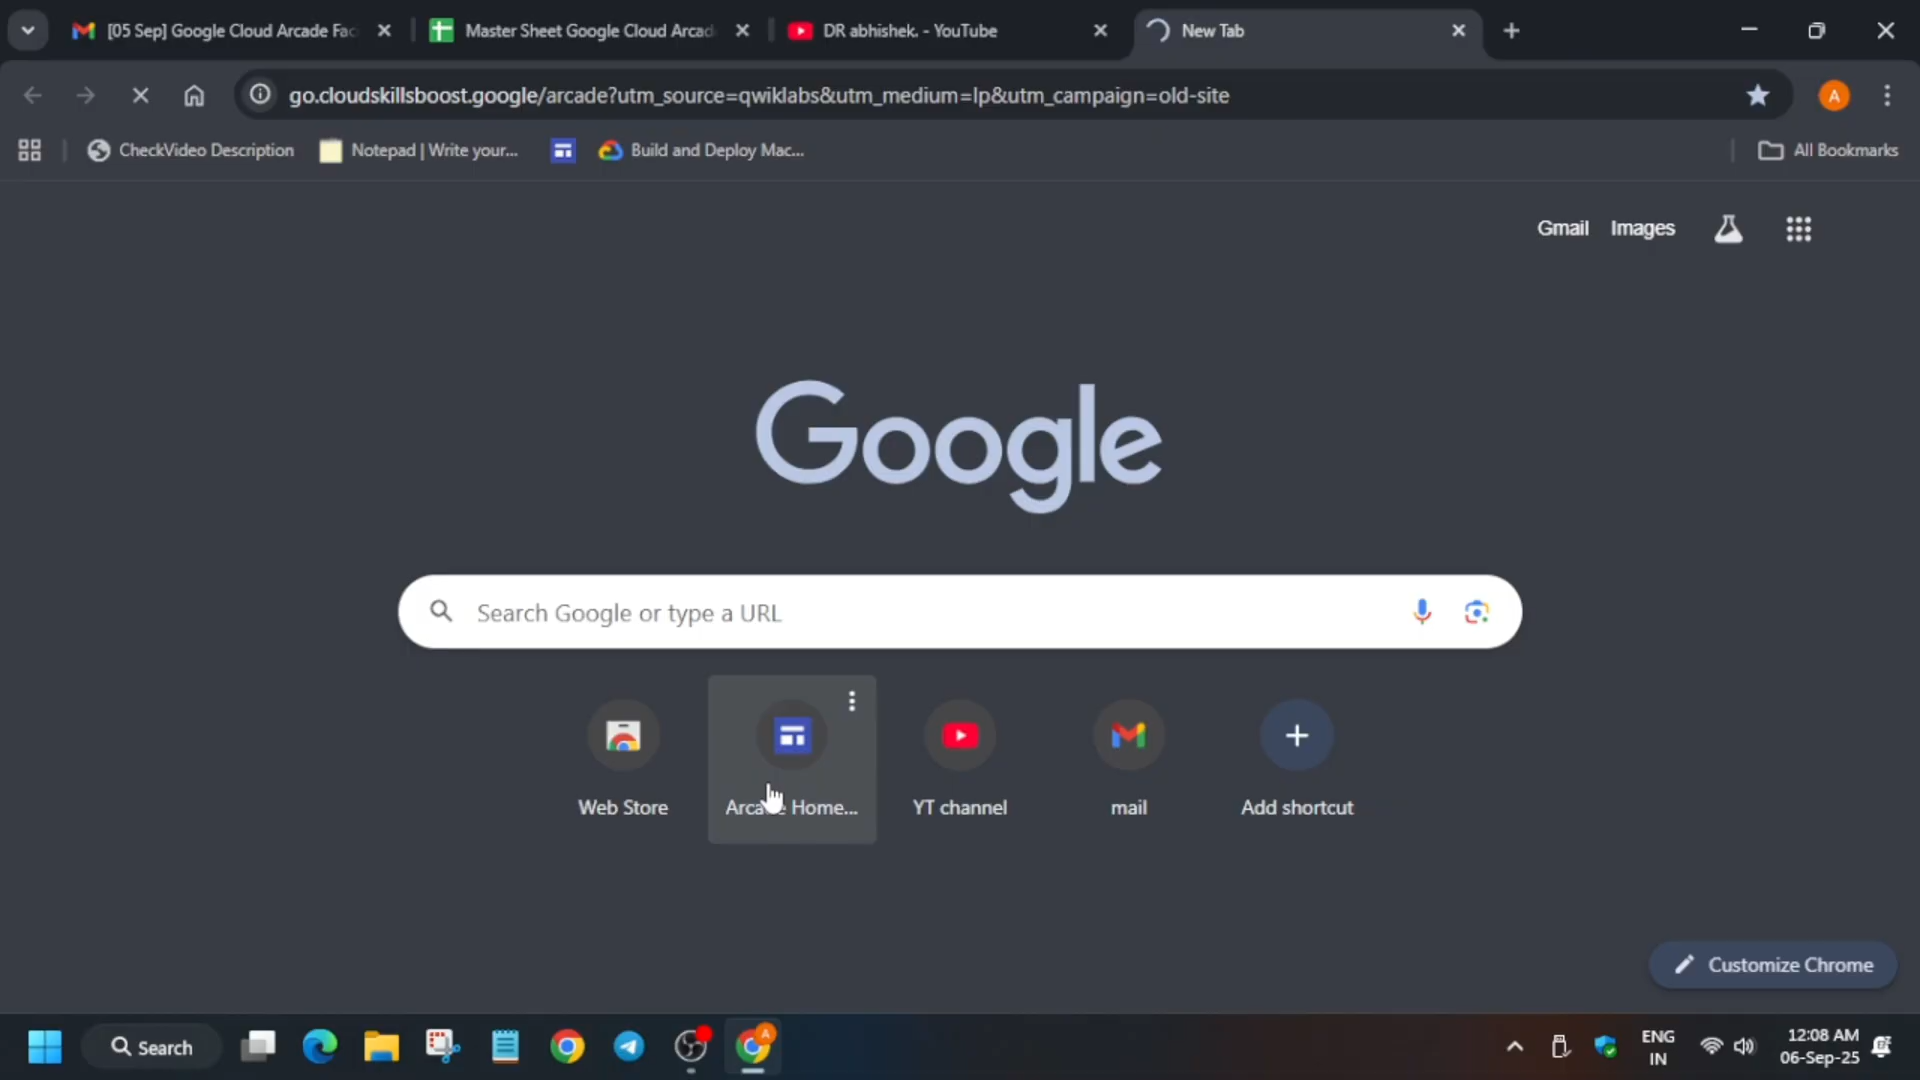 [05 Sep] Google Cloud Arcade Fac
Master Sheet Google Cloud Arcad
DR abhishek. - YouTube
New Tab
go.cloudskillsboost.google/arcade?utm_source=qwiklabs&utm_medium=lp&utm_campaign=old-site
A
CheckVideo Description
Notepad | Write your...
Build and Deploy Mac...
All Bookmarks
Gmail
Images
Google
Search Google or type a URL
Web Store
Home...
YT channel
mail
Add shortcut
Customize Chrome
Search
A
ENG
IN
12:08 AM
06-Sep-25